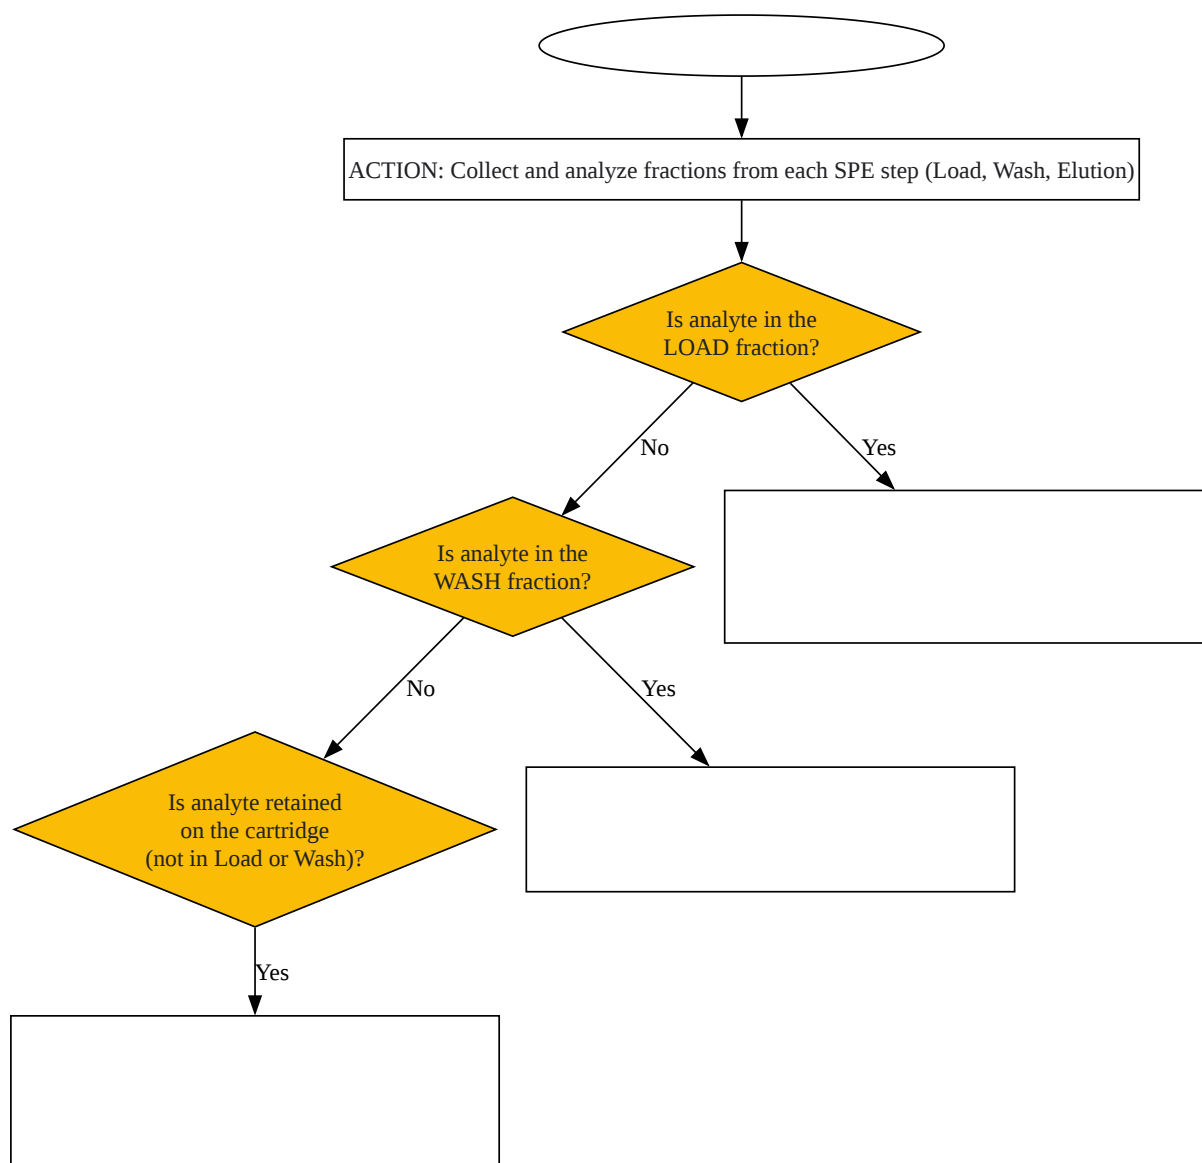 ACTION: Collect and analyze fractions from each SPE step (Load, Wash, Elution)
Is analyte in the
LOAD fraction?
No
Yes
Is analyte in the
WASH fraction?
No
Yes
Is analyte retained
on the cartridge
(not in Load or Wash)?
Yes